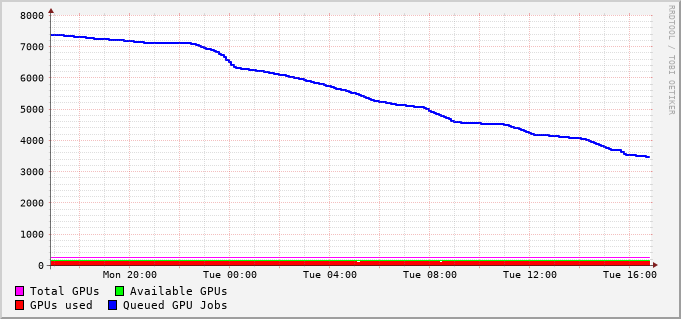 8000
7000
6000
5000
4000
3000
2000
1000
0
Mon 20:00 Tue 00:00 Tue 04:00 Tue 08:00 Tue 12:00 Tue 16:00
Total GPUs Available GPUs
GPUs used Queued GPU Jobs
RRDTOOL / TOBI OETIKER